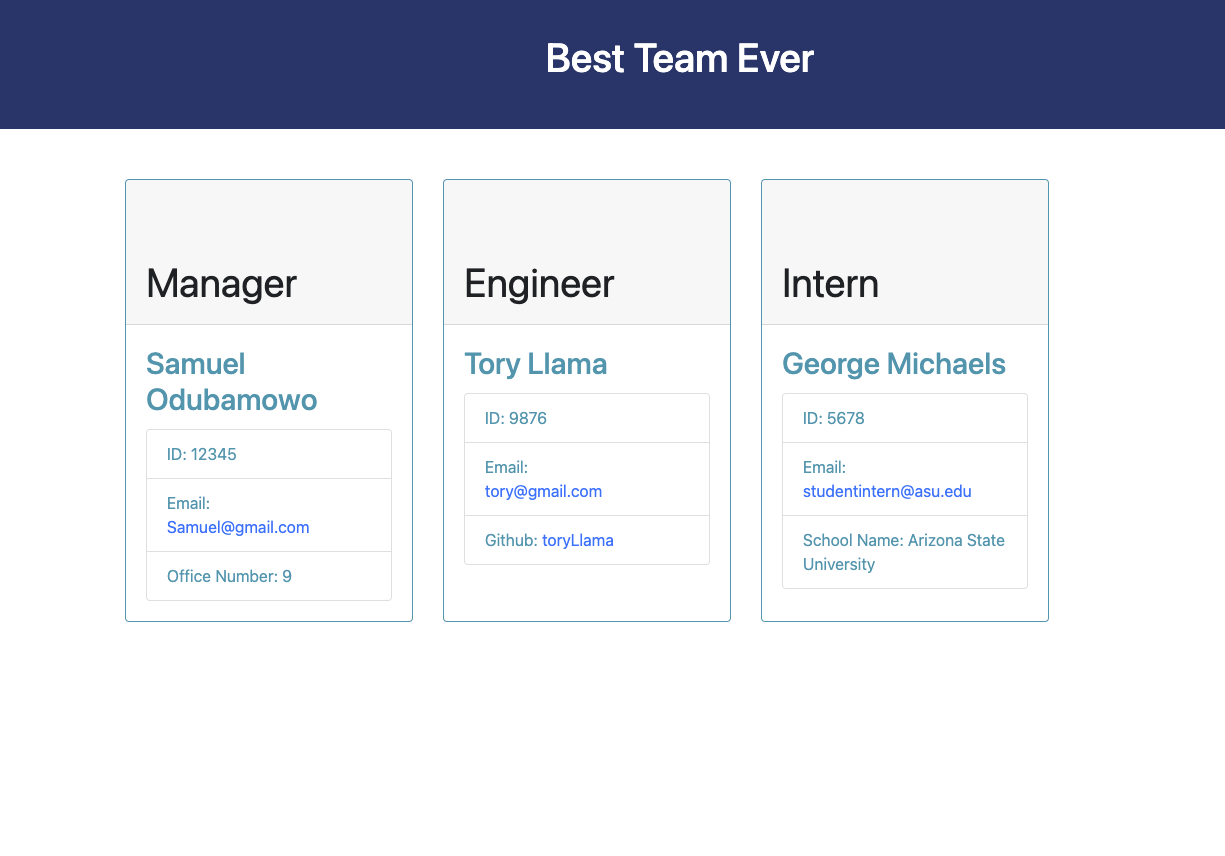 Best Team Ever
Manager
Samuel
Odubamowo
ID: 12345
Email:
Samuel@gmail.com
Office Number: 9
Engineer
Tory Llama
ID: 9876
Email:
tory@gmail.com
Github: toryLlama
Intern
George Michaels
ID: 5678
Email:
studentintern@asu.edu
School Name: Arizona State
University